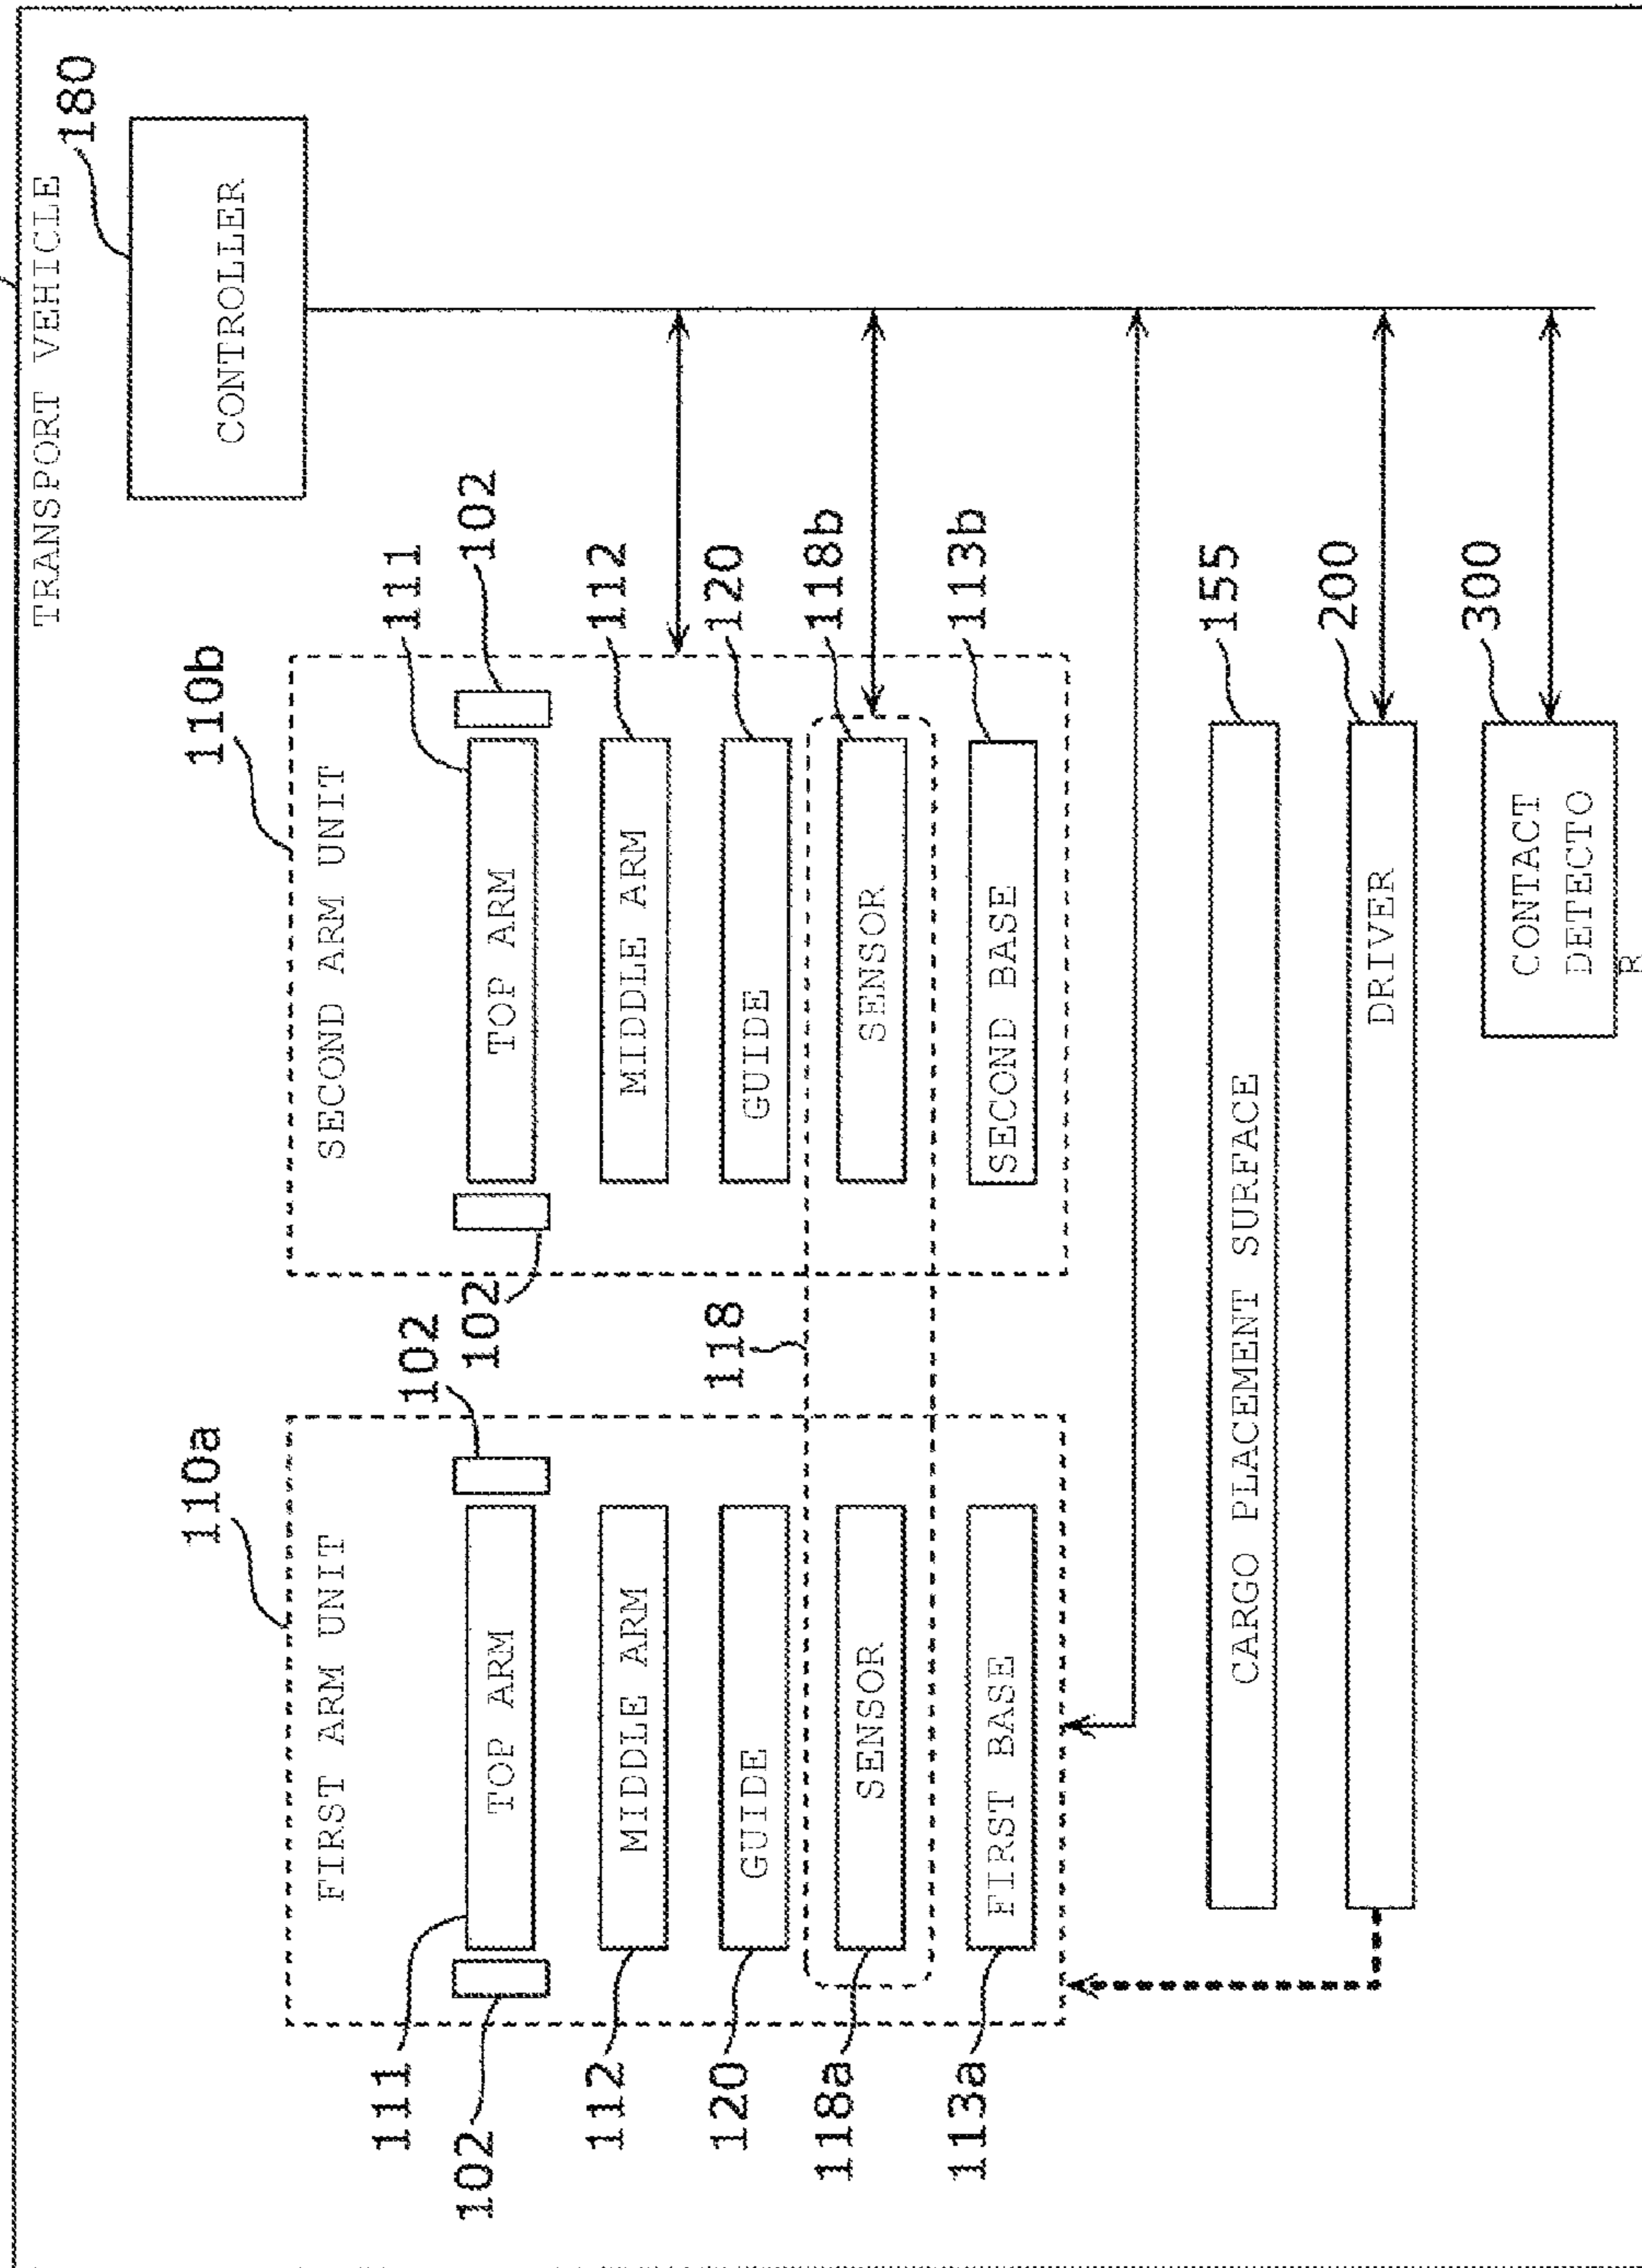 TRANSPORT VEHICLE
180
CONTROLLER
110a
110b
FIRST ARM UNIT
SECOND ARM UNIT
111
102
102
TOP ARM
102
111
102
TOP ARM
112
MIDDLE ARM
MIDDLE ARM
112
120
GUIDE
118
GUIDE
120
118a
SENSOR
SENSOR
118b
113a
FIRST BASE
SECOND BASE
113b
CARGO PLACEMENT SURFACE
155
DRIVER
200
CONTACT
DETECTO
R
300